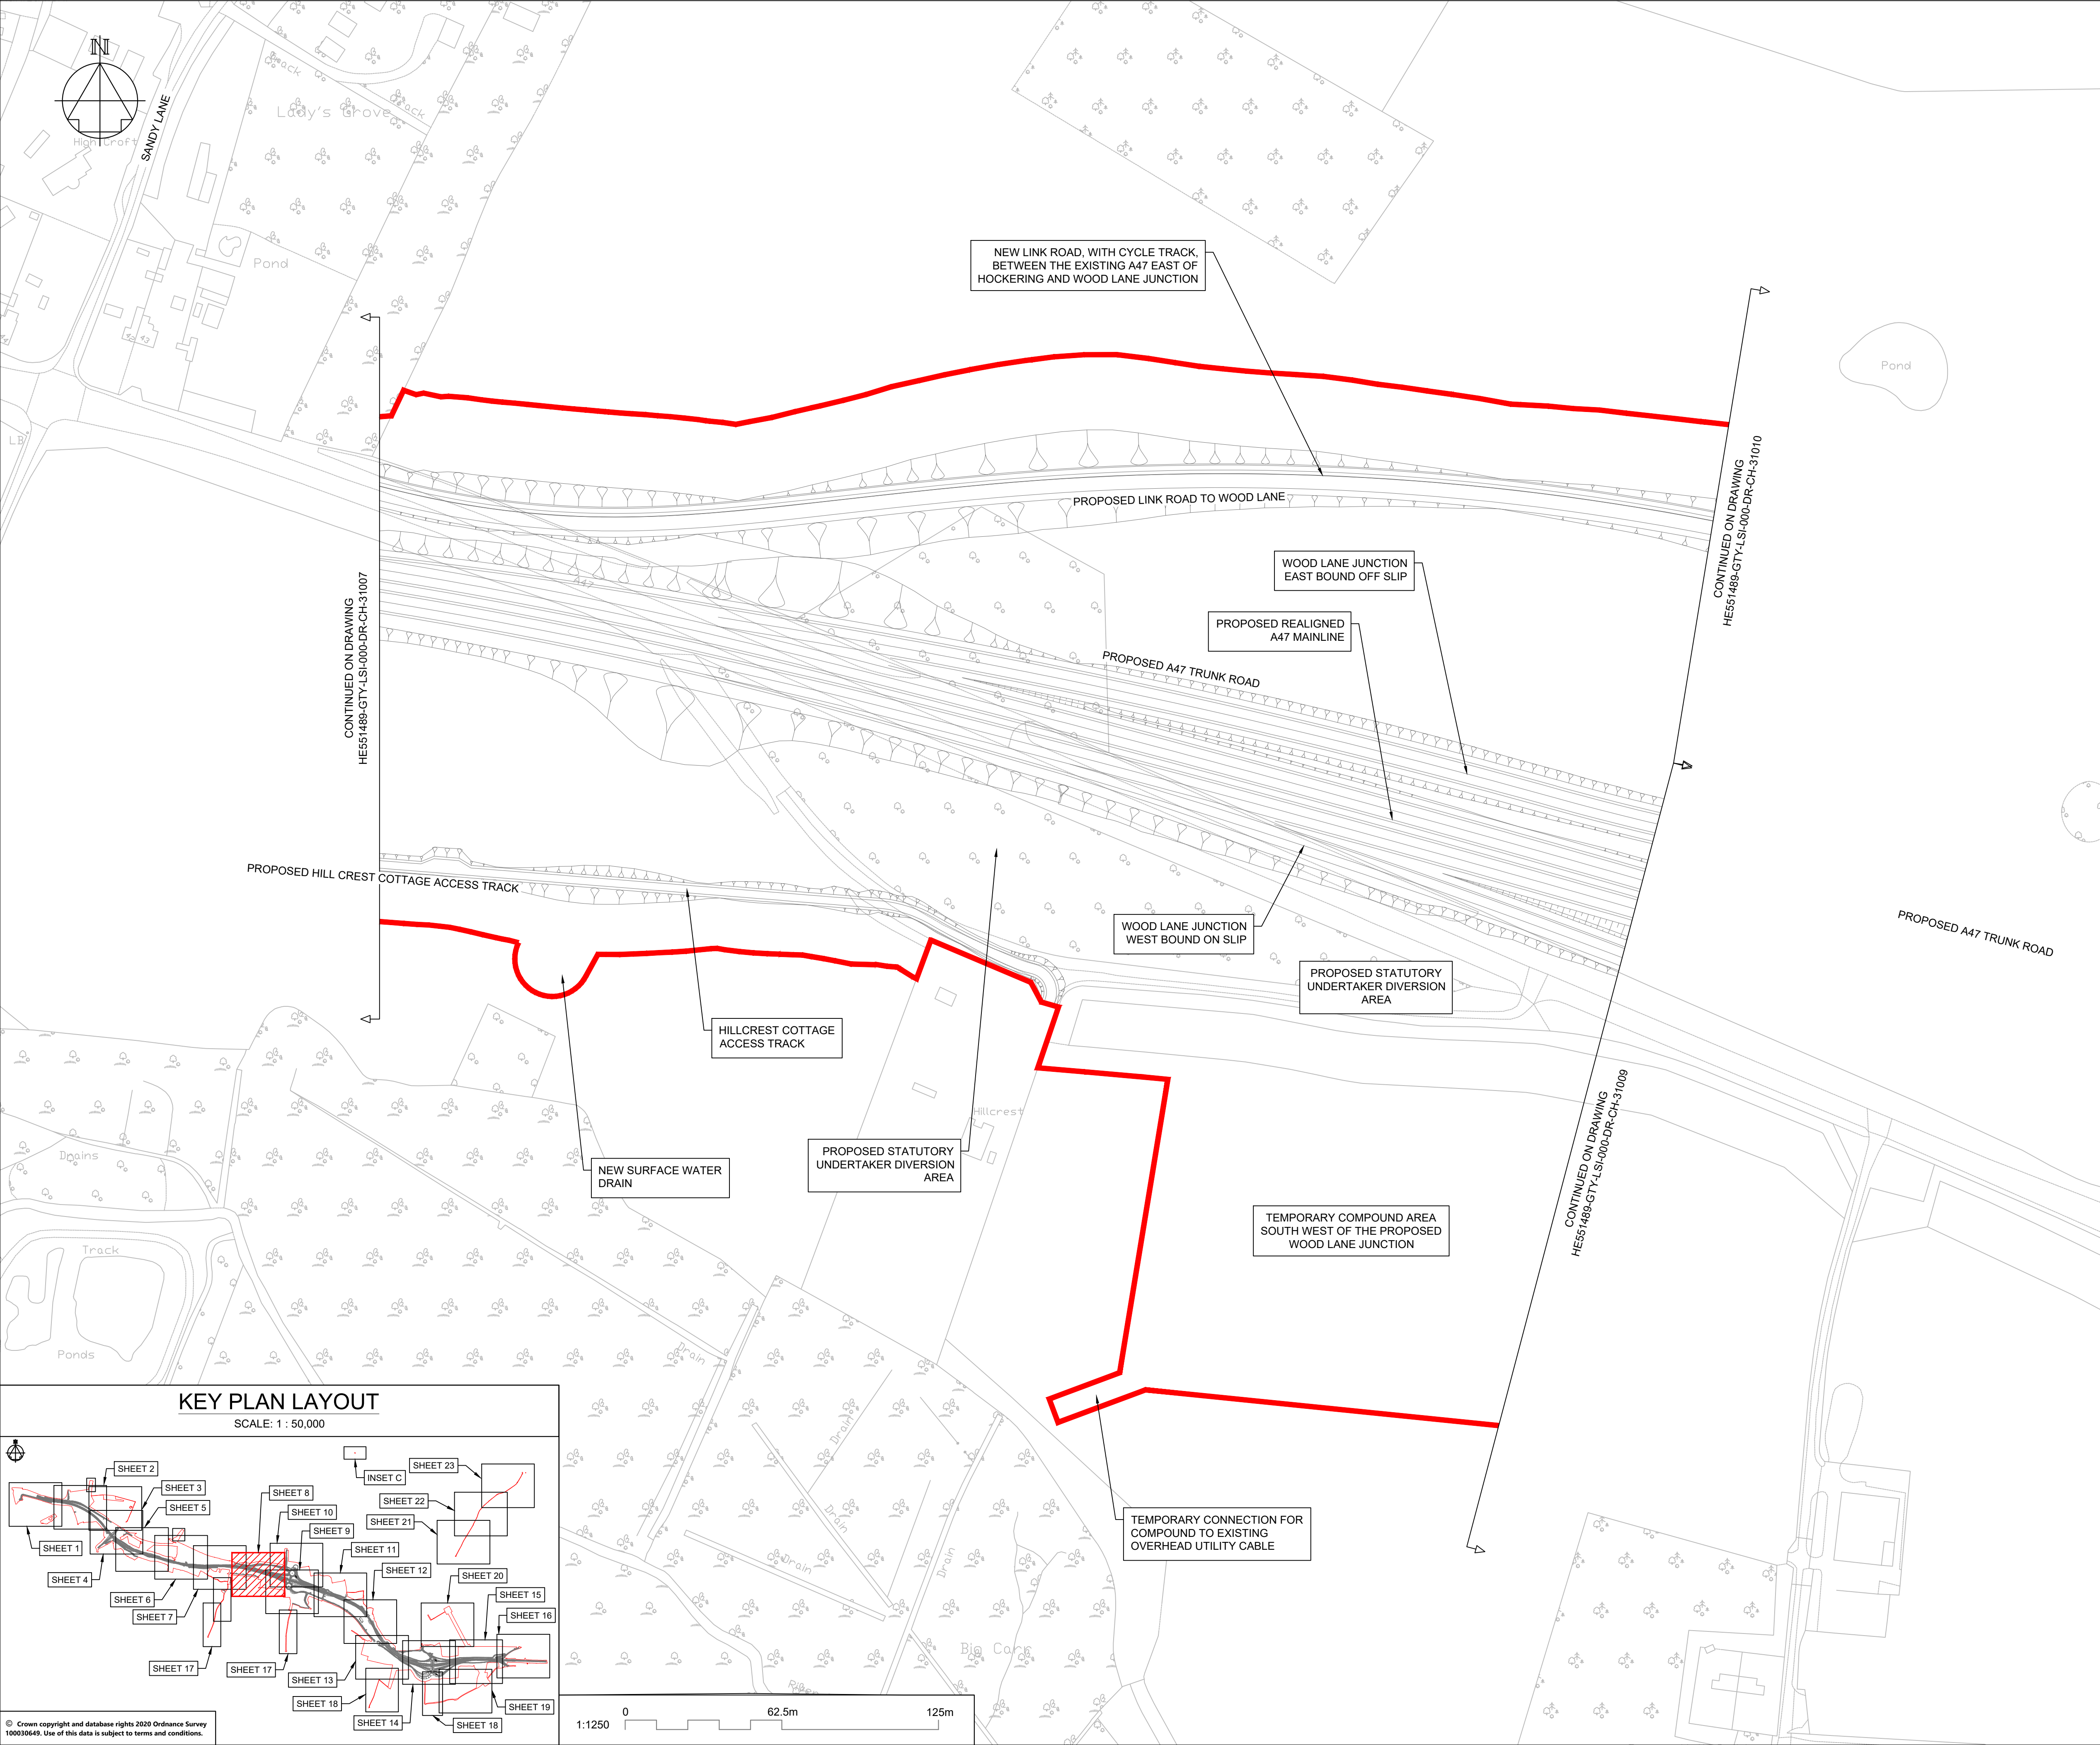 N
SANDY LANE
High Croft
Track
Track
Lady's Grove
Pond
42
43
44
LB
NEW LINK ROAD, WITH CYCLE TRACK,
BETWEEN THE EXISTING A47 EAST OF
HOCKERING AND WOOD LANE JUNCTION
Pond
CONTINUED ON DRAWING
HE551489-GTY-LSI-000-DR-CH-31010
PROPOSED LINK ROAD TO WOOD LANE
WOOD LANE JUNCTION
EAST BOUND OFF SLIP
A47
CONTINUED ON DRAWING
HE551489-GTY-LSI-000-DR-CH-31007
PROPOSED REALIGNED
A47 MAINLINE
PROPOSED A47 TRUNK ROAD
PROPOSED HILL CREST COTTAGE ACCESS TRACK
WOOD LANE JUNCTION
WEST BOUND ON SLIP
PROPOSED A47 TRUNK ROAD
PROPOSED STATUTORY
UNDERTAKER DIVERSION
AREA
HILLCREST COTTAGE
ACCESS TRACK
Hillcrest
CONTINUED ON DRAWING
HE551489-GTY-LSI-000-DR-CH-31009
Drains
PROPOSED STATUTORY
UNDERTAKER DIVERSION
AREA
NEW SURFACE WATER
DRAIN
TEMPORARY COMPOUND AREA
SOUTH WEST OF THE PROPOSED
WOOD LANE JUNCTION
Track
Ponds
Drain
Drain
Drain
Drain
Drain
Big Carr
TEMPORARY CONNECTION FOR
COMPOUND TO EXISTING
OVERHEAD UTILITY CABLE
KEY PLAN LAYOUT
SCALE: 1 : 50,000
SHEET 2
SHEET 3
SHEET 5
SHEET 1
SHEET 4
SHEET 6
SHEET 7
SHEET 8
SHEET 10
SHEET 9
SHEET 11
SHEET 12
INSET C
SHEET 23
SHEET 22
SHEET 21
SHEET 20
SHEET 15
SHEET 16
SHEET 17
SHEET 17
SHEET 13
SHEET 18
SHEET 14
SHEET 18
SHEET 19
© Crown copyright and database rights 2020 Ordnance Survey
100030649. Use of this data is subject to terms and conditions.
1:1250
0
62.5m
125m